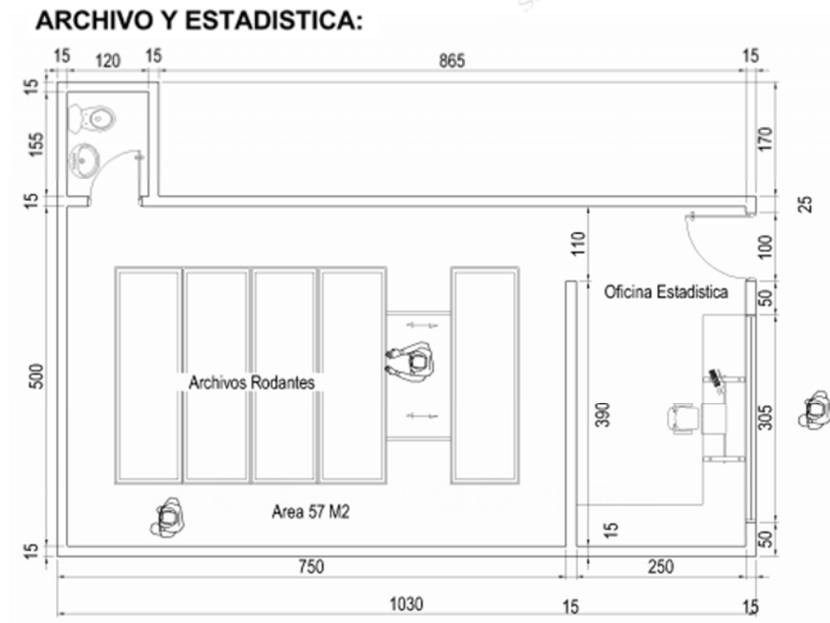 ARCHIVO Y ESTADISTICA:
15 120 15 865 15
15
155
15
170
25
110
100
50
Oficina Estadistica
500
Archivos Rodantes
390
305
Area 57 M2
15
15
50
750 250
1030 15 15